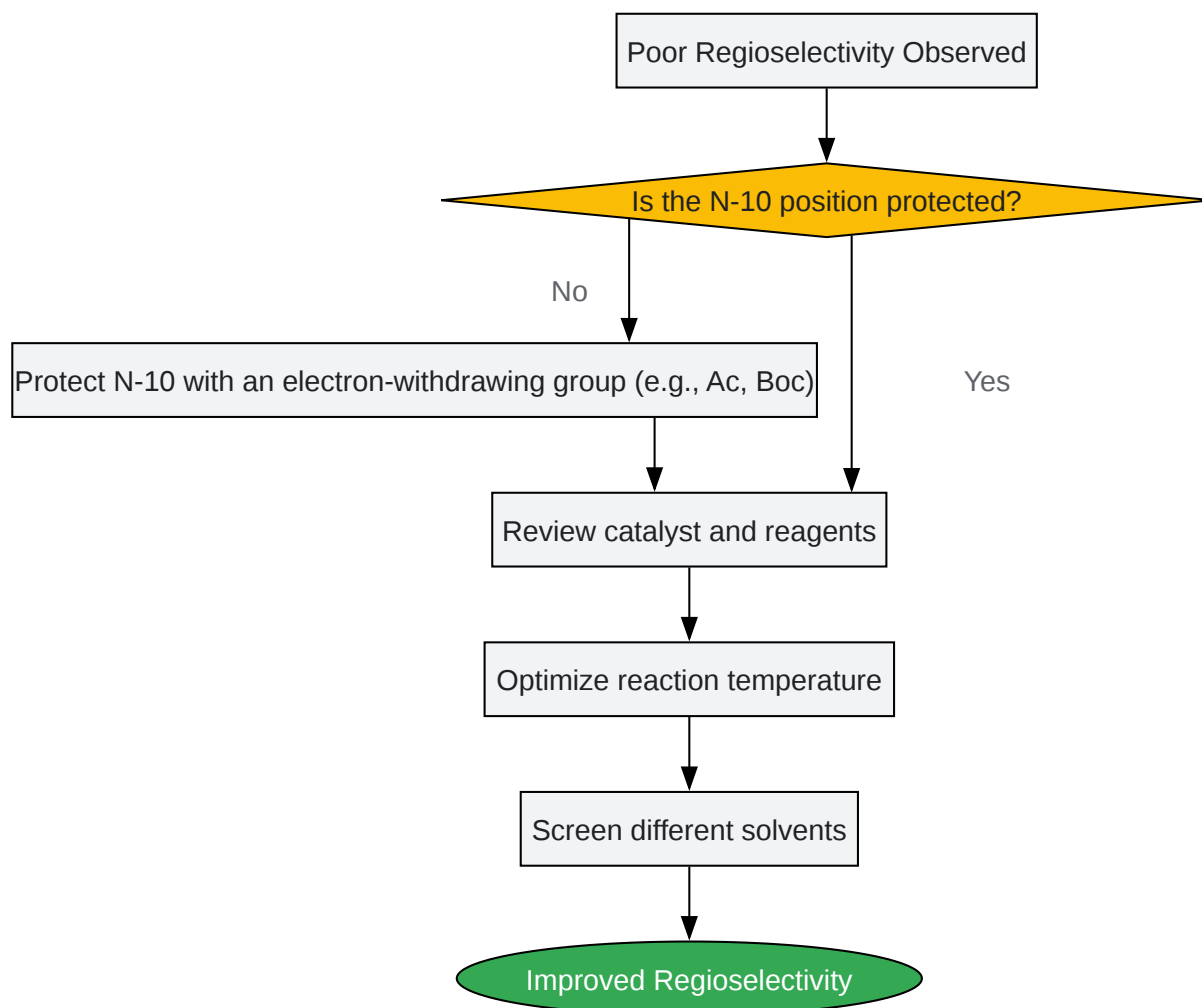 Poor Regioselectivity Observed
Is the N-10 position protected?
No
Protect N-10 with an electron-withdrawing group (e.g., Ac, Boc)
Yes
Review catalyst and reagents
Optimize reaction temperature
Screen different solvents
Improved Regioselectivity